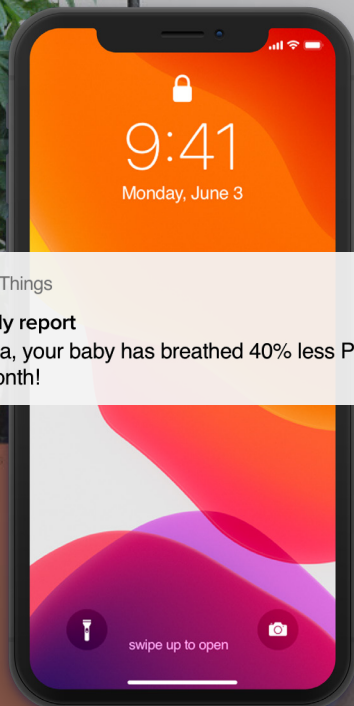 9:41
Monday, June 3
Things
ly report
a, your baby has breathed 40% less P
onth!
swipe up to open